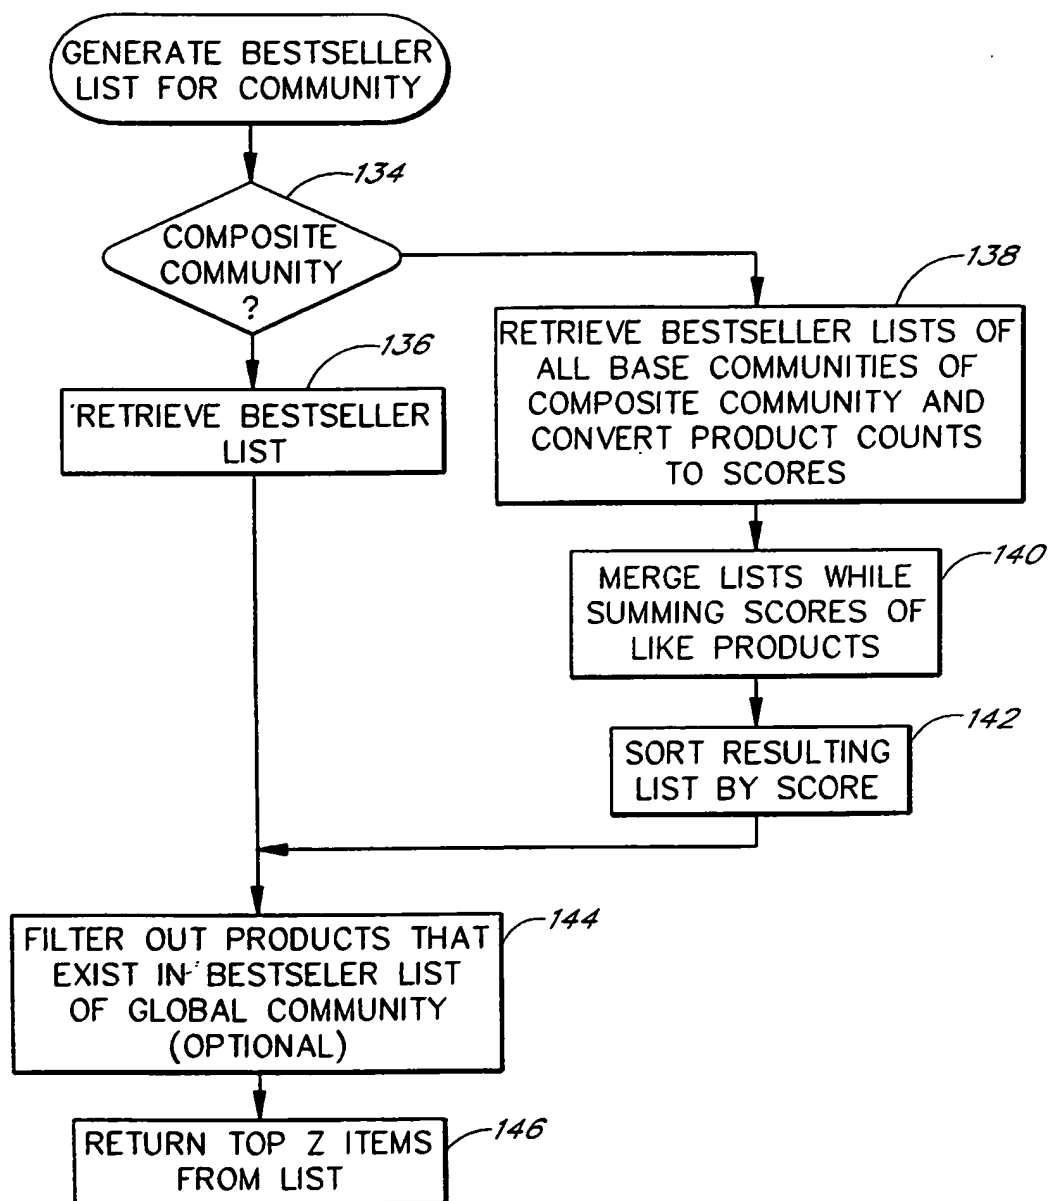 GENERATE BESTSELLER
LIST FOR COMMUNITY
134
COMPOSITE
COMMUNITY
?
136
RETRIEVE BESTSELLER
LIST
138
RETRIEVE BESTSELLER LISTS OF
ALL BASE COMMUNITIES OF
COMPOSITE COMMUNITY AND
CONVERT PRODUCT COUNTS
TO SCORES
140
MERGE LISTS WHILE
SUMMING SCORES OF
LIKE PRODUCTS
142
SORT RESULTING
LIST BY SCORE
144
FILTER OUT PRODUCTS THAT
EXIST IN BESTSELER LIST
OF GLOBAL COMMUNITY
(OPTIONAL)
146
RETURN TOP Z ITEMS
FROM LIST